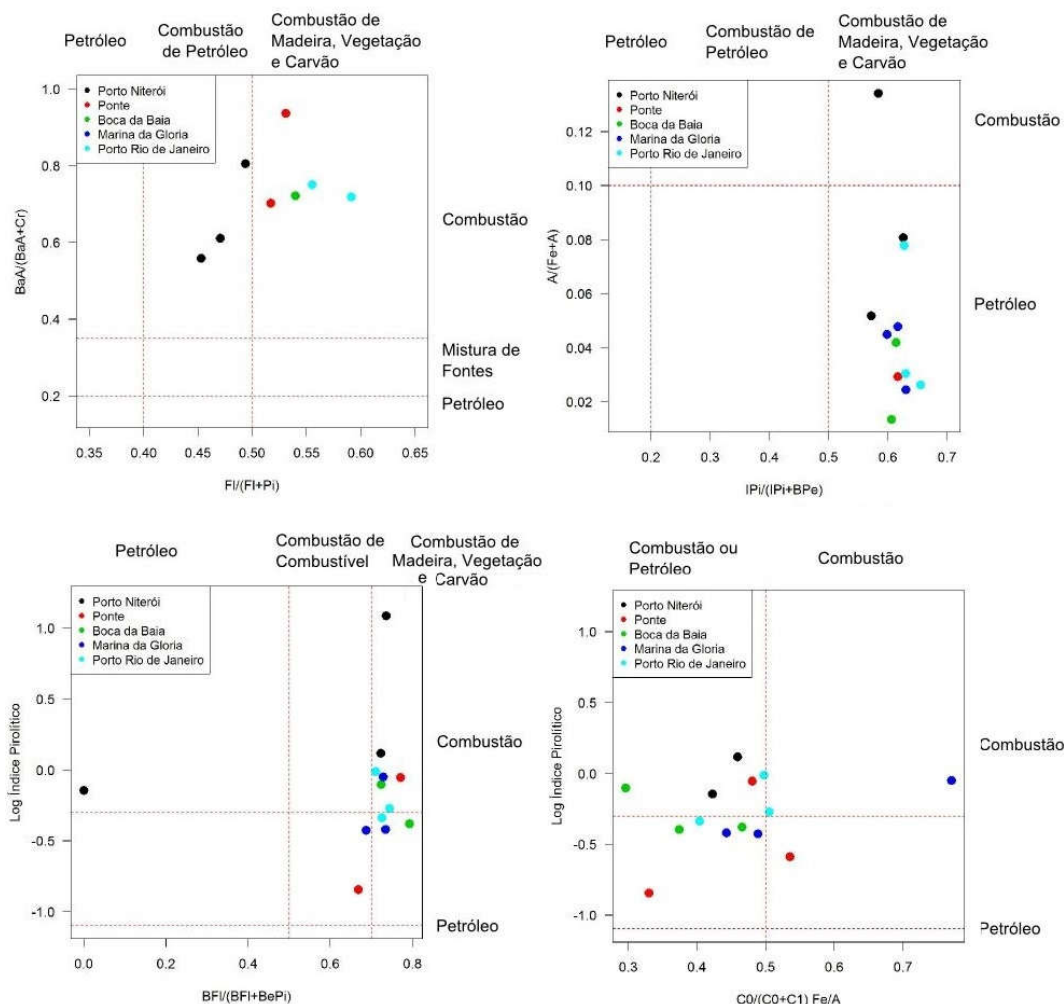 Petróleo
Combustão
de Petróleo
Combustão de
Madeira, Vegetação
e Carvão
Porto Niterói
Ponte
Boca da Baia
Marina da Gloria
Porto Rio de Janeiro
1.0
0.8
0.6
0.4
0.2
BaA/(BaA+Cr)
Combustão
Mistura de
Fontes
Petróleo
0.35
0.40
0.45
0.50
0.55
0.60
0.65
Fl/(Fl+Pi)
Petróleo
Combustão de
Petróleo
Combustão de
Madeira, Vegetação
e Carvão
Porto Niterói
Ponte
Boca da Baia
Marina da Gloria
Porto Rio de Janeiro
0.12
0.10
0.08
0.06
0.04
0.02
A/(Fe+A)
Combustão
Petróleo
0.2
0.3
0.4
0.5
0.6
0.7
IPi/(IPi+BPe)
Petróleo
Combustão de
Combustível
Combustão de
Madeira, Vegetação
e Carvão
Porto Niterói
Ponte
Boca da Baia
Marina da Gloria
Porto Rio de Janeiro
1.0
0.5
0.0
-0.5
-1.0
Log Índice Pirolítico
Combustão
Petróleo
0.0
0.2
0.4
0.6
0.8
BFl/(BFl+BePi)
Combustão ou
Petróleo
Combustão
Porto Niterói
Ponte
Boca da Baia
Marina da Gloria
Porto Rio de Janeiro
1.0
0.5
0.0
-0.5
-1.0
Log Índice Pirolítico
Combustão
Petróleo
0.3
0.4
0.5
0.6
0.7
C0/(C0+C1) Fe/A